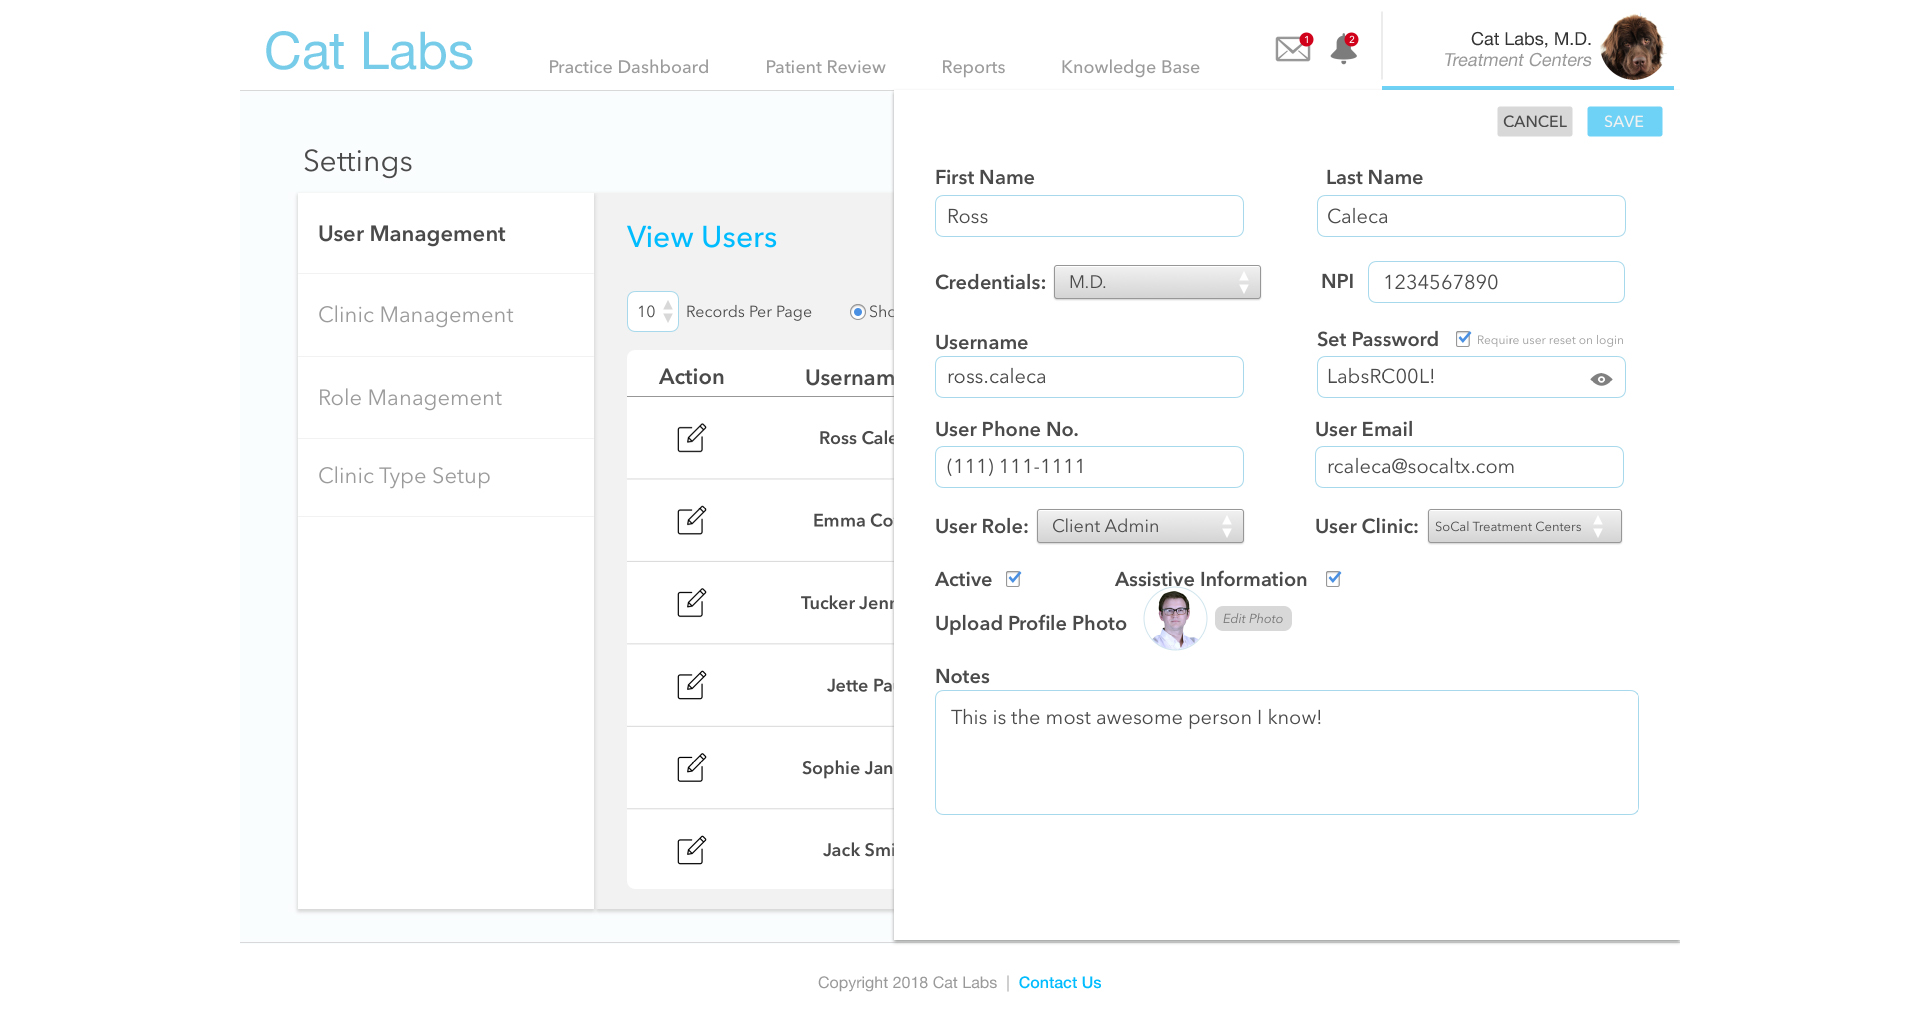 Cat Labs
Practice Dashboard
Patient Review
Reports
Knowledge Base
1
2
Cat Labs, M.D.
Treatment Centers
CANCEL
SAVE
Settings
User Management
Clinic Management
Role Management
Clinic Type Setup
View Users
10
Records Per Page
Sho
Action
Usernam
Ross Cale
Emma Co
Tucker Jenn
Jette Pa
Sophie Jan
Jack Smi
First Name
Last Name
Ross
Caleca
Credentials:
M.D.
NPI
1234567890
Username
Set Password
Require user reset on login
ross.caleca
LabsRC00L!
User Phone No.
User Email
(111) 111-1111
rcaleca@socaltx.com
User Role:
Client Admin
User Clinic:
SoCal Treatment Centers
Active
Assistive Information
Upload Profile Photo
Edit Photo
Notes
This is the most awesome person I know!
Copyright 2018 Cat Labs | Contact Us